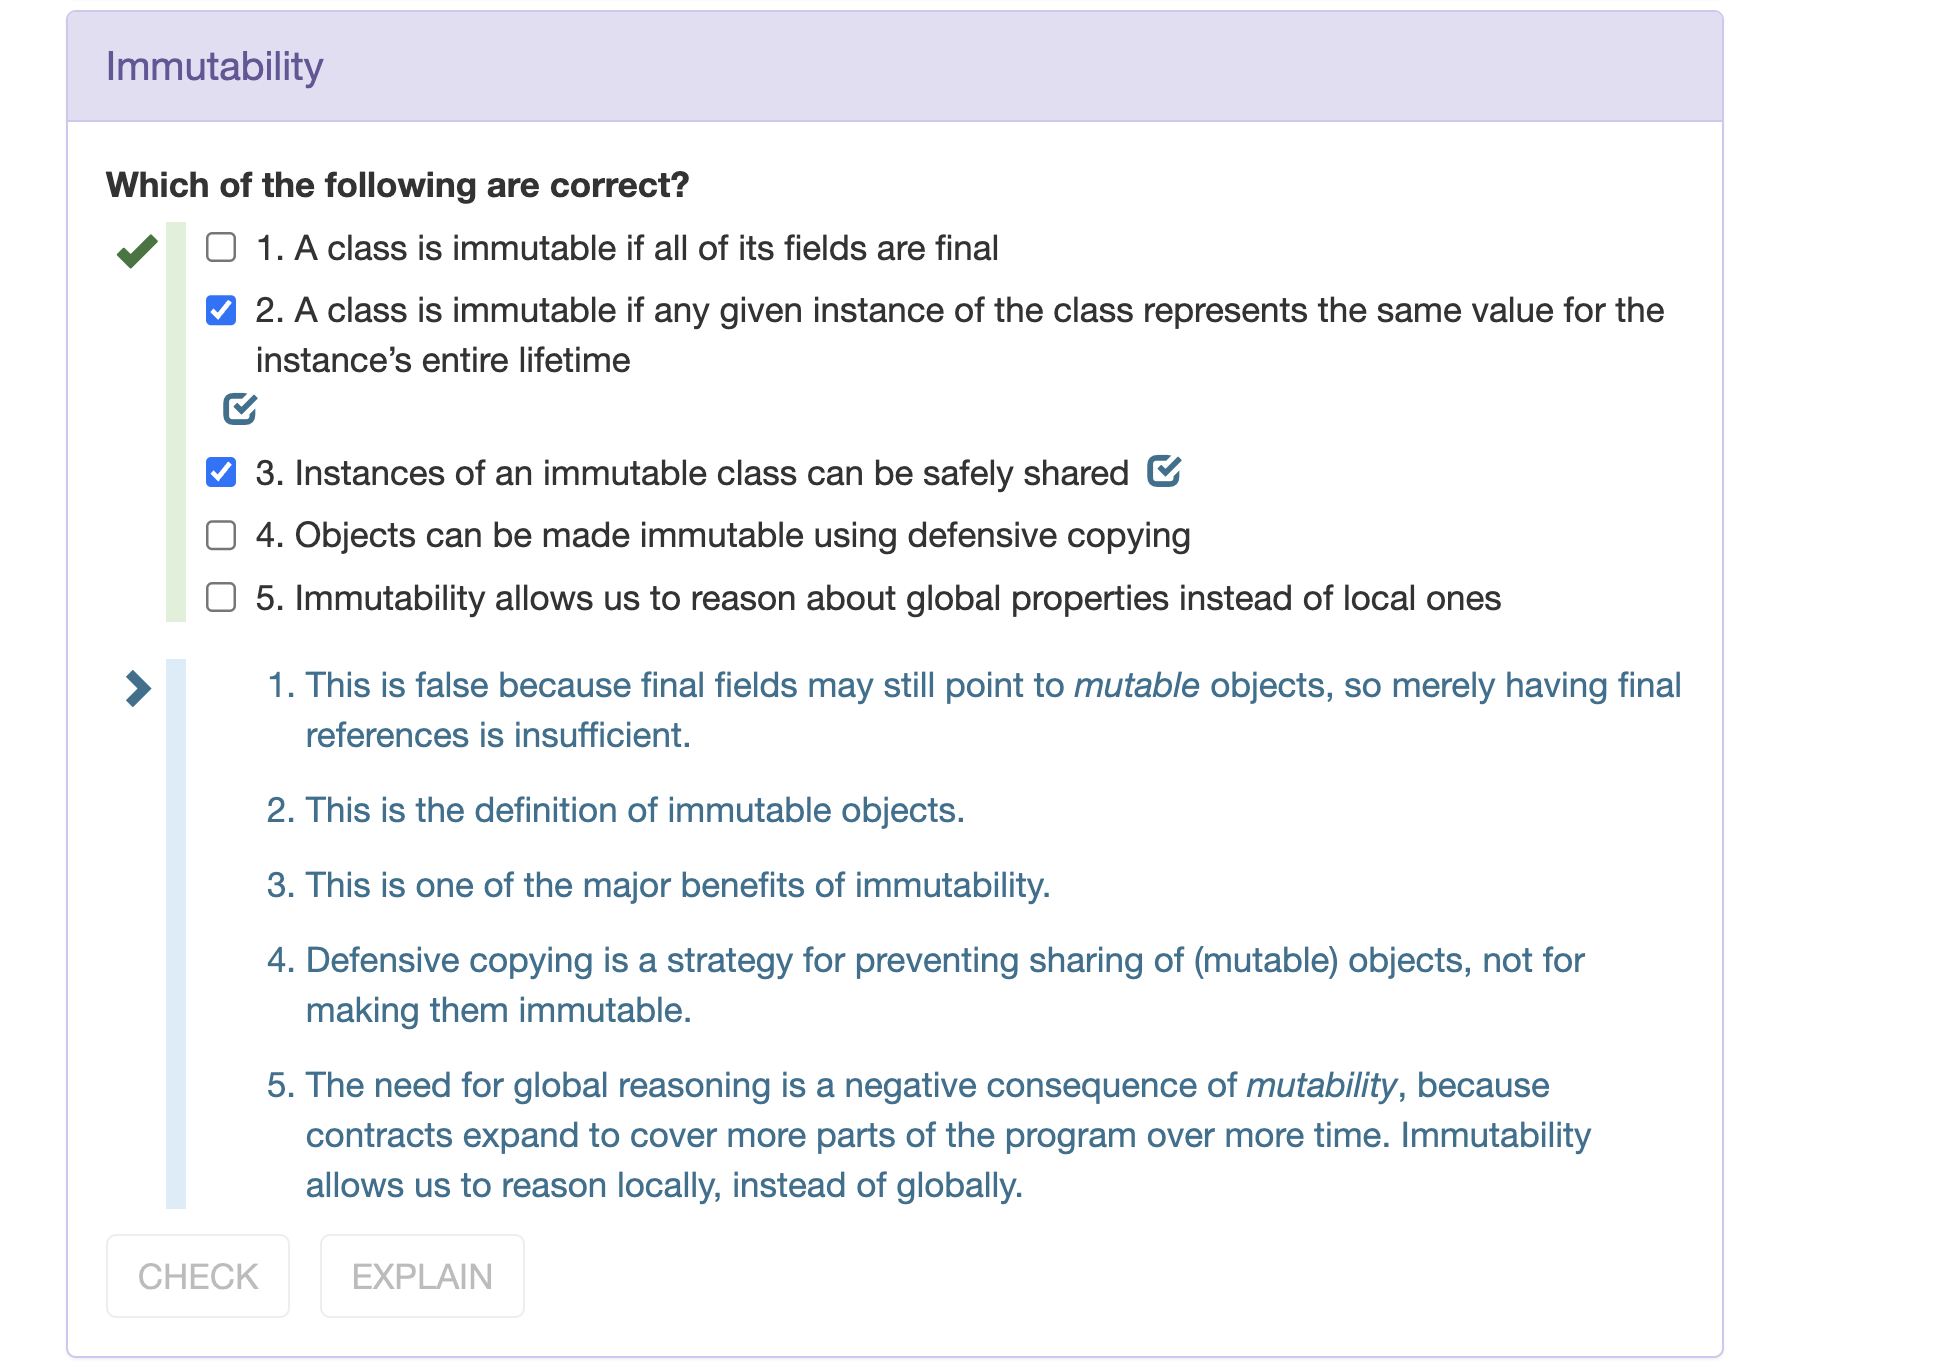 Immutability
Which of the following are correct?
1. A class is immutable if all of its fields are final
2. A class is immutable if any given instance of the class represents the same value for the
instance’s entire lifetime
3. Instances of an immutable class can be safely shared
4. Objects can be made immutable using defensive copying
5. Immutability allows us to reason about global properties instead of local ones
1. This is false because final fields may still point to mutable objects, so merely having final
references is insufficient.
2. This is the definition of immutable objects.
3. This is one of the major benefits of immutability.
4. Defensive copying is a strategy for preventing sharing of (mutable) objects, not for
making them immutable.
5. The need for global reasoning is a negative consequence of mutability, because
contracts expand to cover more parts of the program over more time. Immutability
allows us to reason locally, instead of globally.
CHECK EXPLAIN